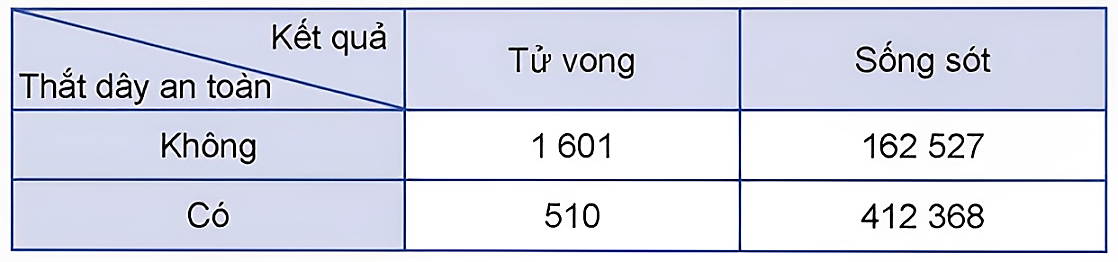 Kết quả
Thắt dây an toàn
Tử vong
Sống sót
Không
1 601
162 527
Có
510
412 368